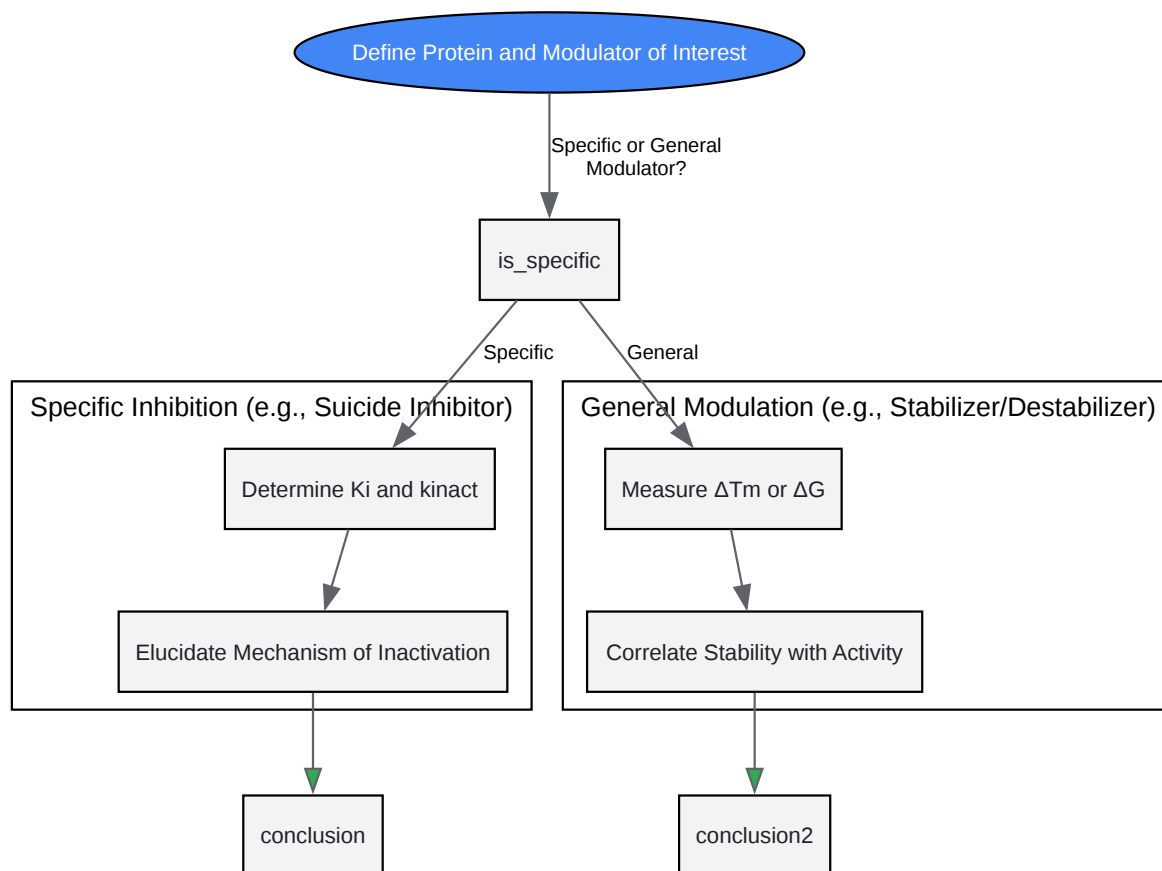 Define Protein and Modulator of Interest
Specific or General
Modulator?
is_specific
Specific
General
Specific Inhibition (e.g., Suicide Inhibitor)
General Modulation (e.g., Stabilizer/Destabilizer)
Determine Ki and kinact
Measure ΔTm or ΔG
Elucidate Mechanism of Inactivation
Correlate Stability with Activity
conclusion
conclusion2